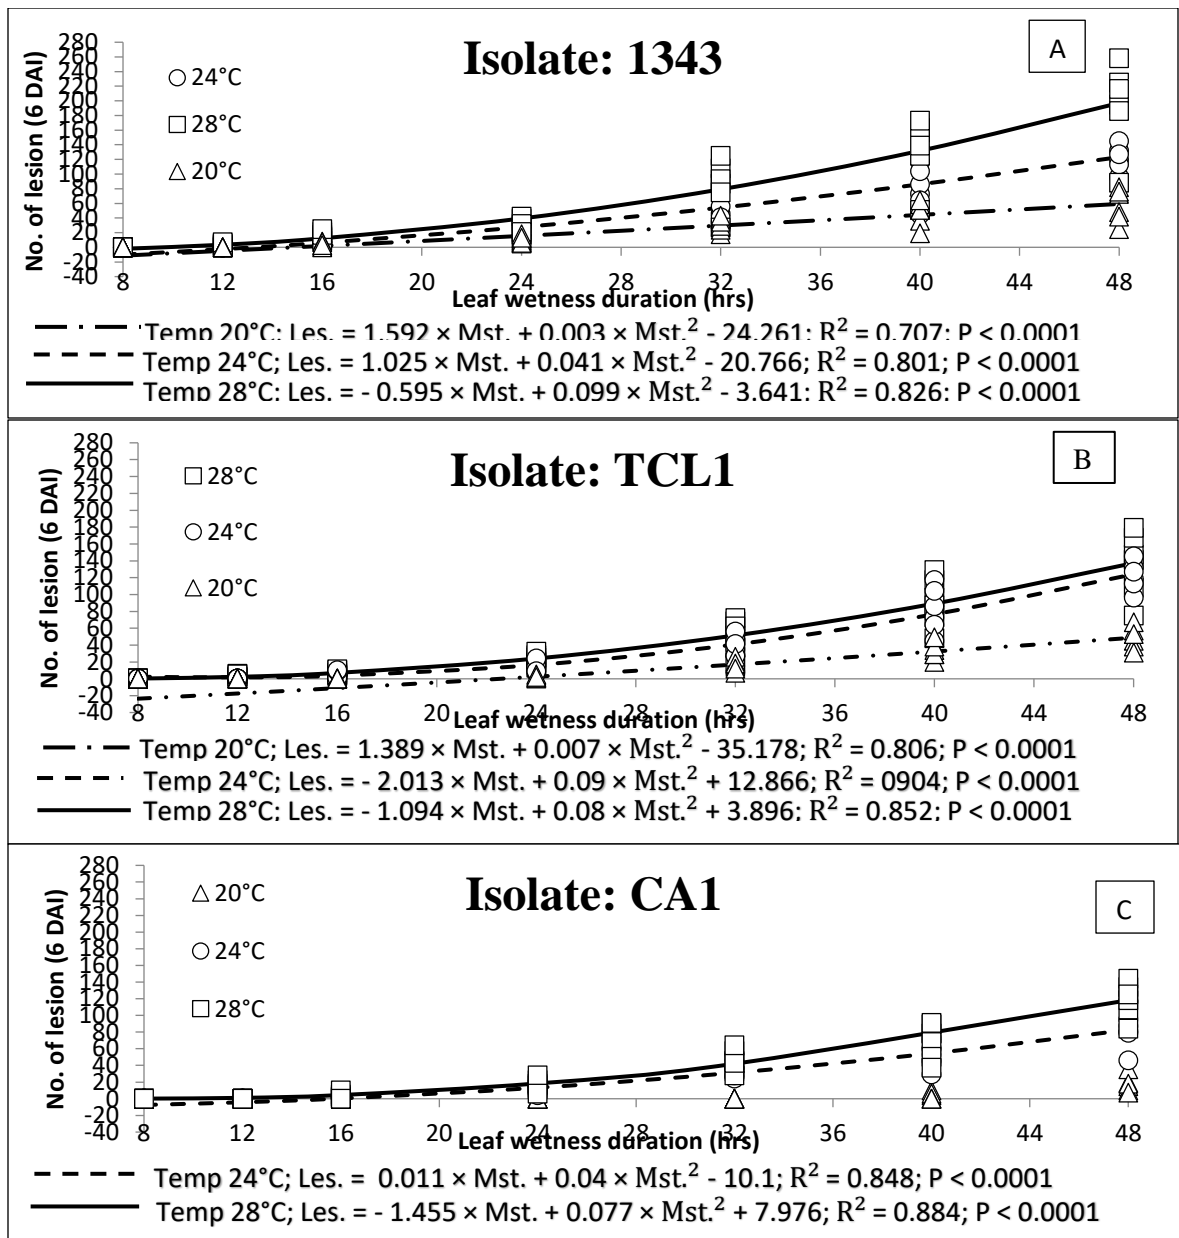 Isolate: 1343
A
No. of lesion (6 DAI)
280
260
240
220
200
180
160
140
120
100
80
60
40
20
0
-20
-40
24°C
28°C
20°C
8 12 16 20 24 28 32 36 40 44 48
Leaf wetness duration (hrs)
Temp 20°C; Les. = 1.592 × Mst. + 0.003 × Mst.² - 24.261; R² = 0.707; P < 0.0001
Temp 24°C; Les. = 1.025 × Mst. + 0.041 × Mst.² - 20.766; R² = 0.801; P < 0.0001
Temp 28°C; Les. = - 0.595 × Mst. + 0.099 × Mst.² - 3.641; R² = 0.826; P < 0.0001
Isolate: TCL1
B
No. of lesion (6 DAI)
280
260
240
220
200
180
160
140
120
100
80
60
40
20
0
-20
-40
28°C
24°C
20°C
8 12 16 20 24 28 32 36 40 44 48
Leaf wetness duration (hrs)
Temp 20°C; Les. = 1.389 × Mst. + 0.007 × Mst.² - 35.178; R² = 0.806; P < 0.0001
Temp 24°C; Les. = - 2.013 × Mst. + 0.09 × Mst.² + 12.866; R² = 0904; P < 0.0001
Temp 28°C; Les. = - 1.094 × Mst. + 0.08 × Mst.² + 3.896; R² = 0.852; P < 0.0001
Isolate: CA1
C
No. of lesion (6 DAI)
280
260
240
220
200
180
160
140
120
100
80
60
40
20
0
-20
-40
20°C
24°C
28°C
8 12 16 20 24 28 32 36 40 44 48
Leaf wetness duration (hrs)
Temp 24°C; Les. = 0.011 × Mst. + 0.04 × Mst.² - 10.1; R² = 0.848; P < 0.0001
Temp 28°C; Les. = - 1.455 × Mst. + 0.077 × Mst.² + 7.976; R² = 0.884; P < 0.0001